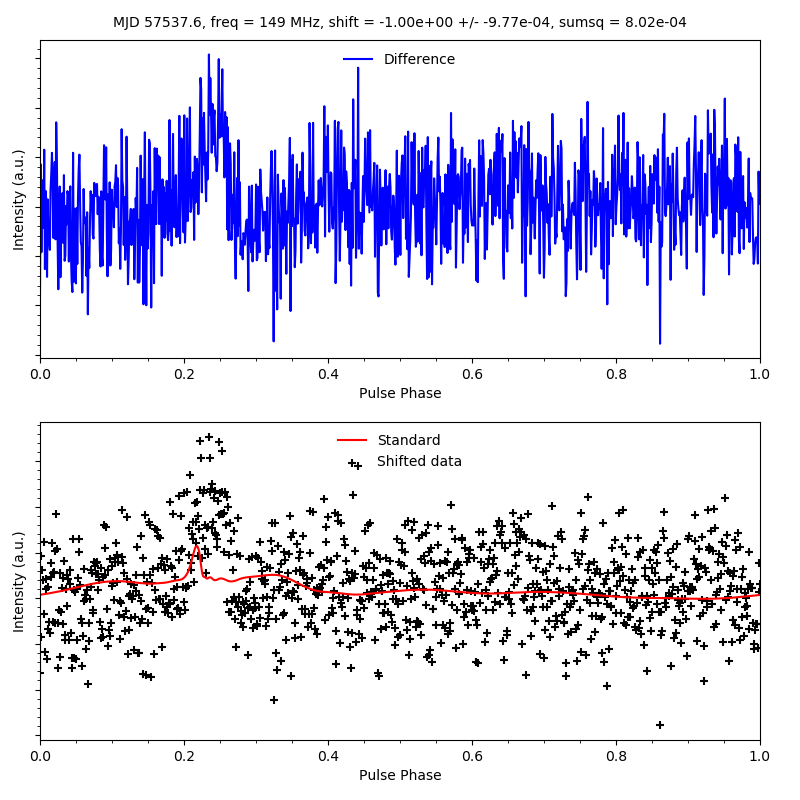 MJD 57537.6, freq = 149 MHz, shift = -1.00e+00 +/- -9.77e-04, sumsq = 8.02e-04
Difference
Intensity (a.u.)
0.0 0.2 0.4 0.6 0.8 1.0
Pulse Phase
Standard
Shifted data
Intensity (a.u.)
0.0 0.2 0.4 0.6 0.8 1.0
Pulse Phase